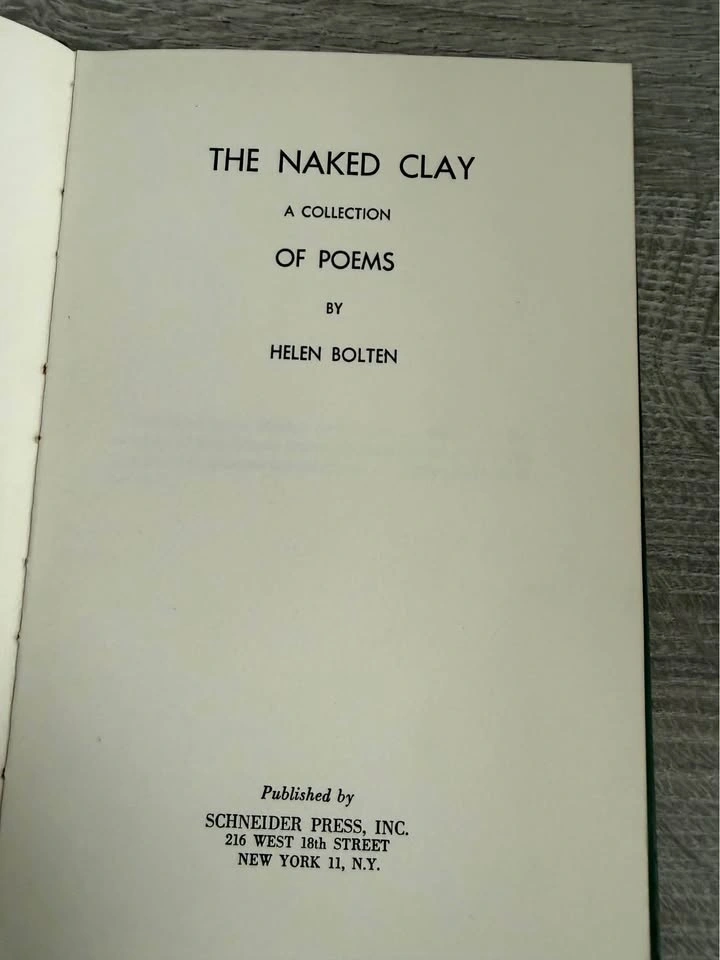 THE NAKED CLAY
A COLLECTION
OF POEMS
BY
HELEN BOLTEN
Published by
SCHNEIDER PRESS, INC.
216 WEST 18th STREET
NEW YORK 11, N.Y.